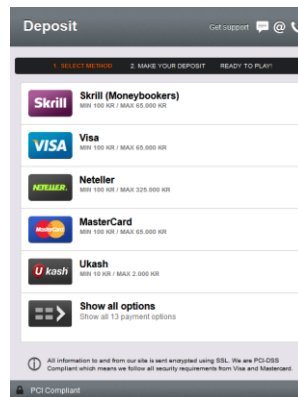 Deposit
Get support
1. SELECT METHOD 2. MAKE YOUR DEPOSIT READY TO PLAY!
Skrill
Skrill (Moneybookers)
MIN 100 KR / MAX 65.000 KR
VISA
Visa
MIN 100 KR / MAX 65.000 KR
NETELLER.
Neteller
MIN 100 KR / MAX 325.000 KR
MasterCard
MasterCard
MIN 100 KR / MAX 65.000 KR
Ukash
Ukash
MIN 10 KR / MAX 2.000 KR
Show all options
Show all 13 payment options
All information to and from our site is sent encrypted using SSL. We are PCI-DSS
Compliant which means we follow all security requirements from Visa and Mastercard.
PCI Compliant